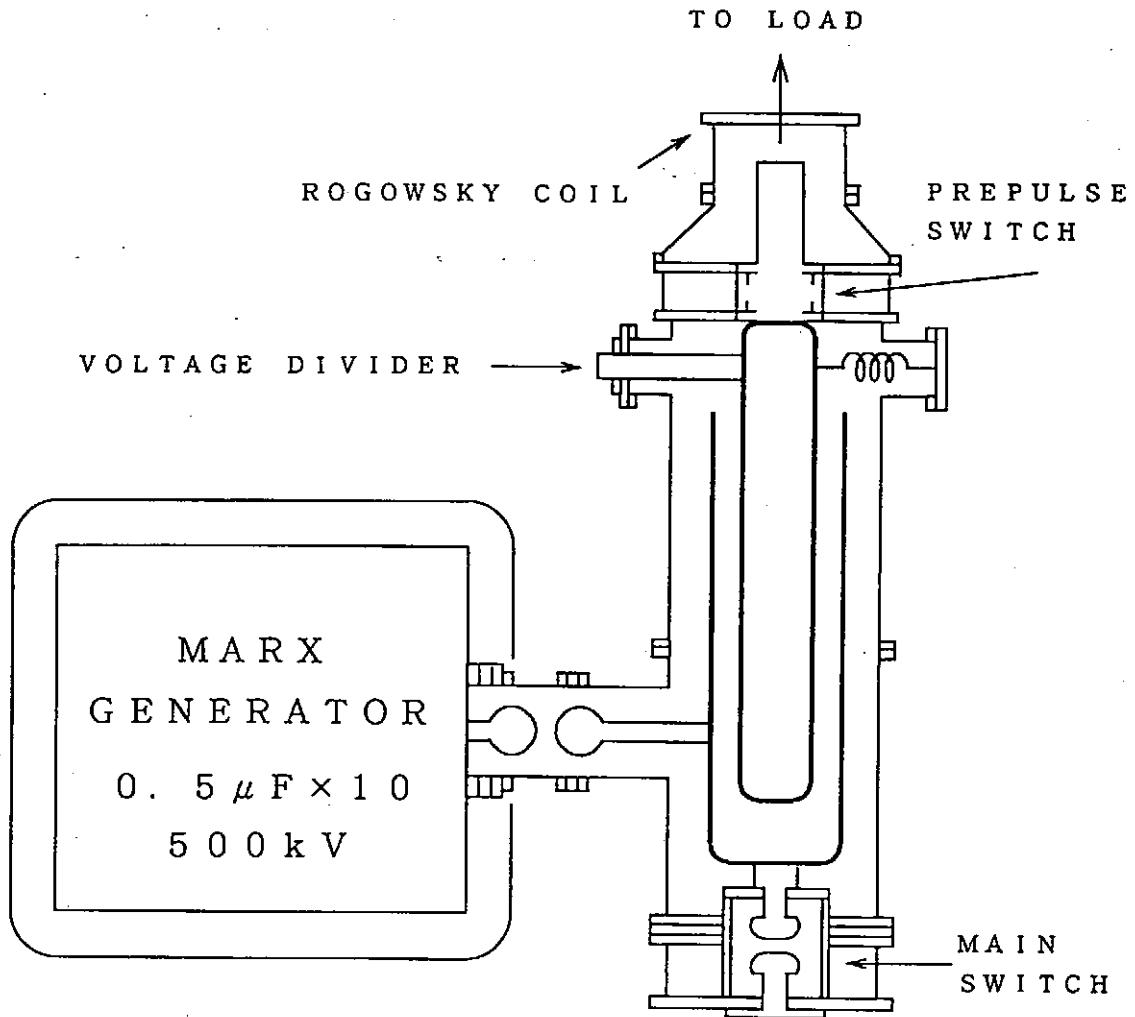 TO LOAD
ROGOWSKY COIL
PREPULSE
SWITCH
VOLTAGE DIVIDER
MARX
GENERATOR
0. 5 μF×10
500kV
MAIN
SWITCH